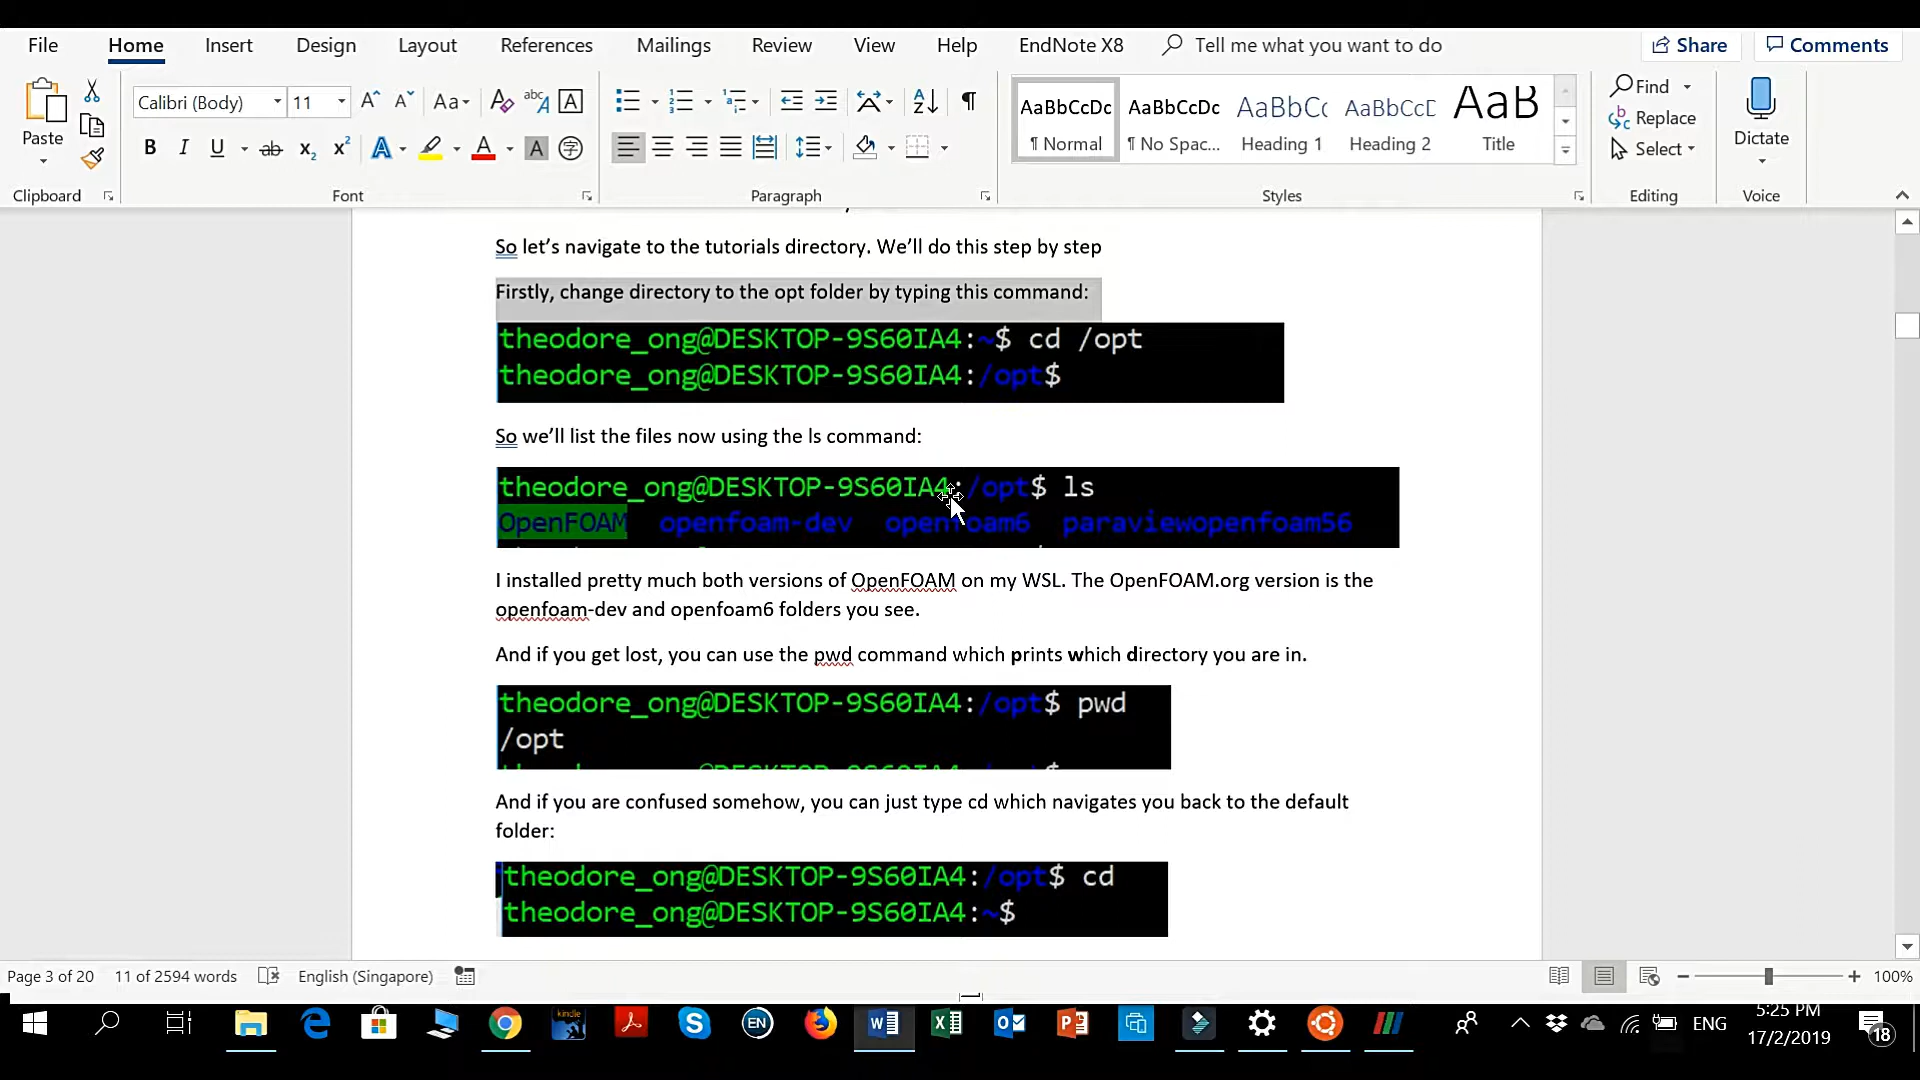 File Home Insert Design Layout References Mailings Review View Help EndNote X8 Tell me what you want to do Share Comments
Paste
Calibri (Body) 11
AaBbCcDc AaBbCcDc AaBbC AaBbCcD AaB
¶ Normal ¶ No Spac... Heading 1 Heading 2 Title
Find
Replace
Select
Dictate
Clipboard Font Paragraph Styles Editing Voice
So let's navigate to the tutorials directory. We'll do this step by step
Firstly, change directory to the opt folder by typing this command:
theodore_ong@DESKTOP-9S60IA4:~$ cd /opt
theodore_ong@DESKTOP-9S60IA4:/opt$
So we'll list the files now using the ls command:
theodore_ong@DESKTOP-9S60IA4:/opt$ ls
OpenFOAM openfoam-dev openfoam6 paraviewopenfoam56
I installed pretty much both versions of OpenFOAM on my WSL. The OpenFOAM.org version is the
openfoam-dev and openfoam6 folders you see.
And if you get lost, you can use the pwd command which prints which directory you are in.
theodore_ong@DESKTOP-9S60IA4:/opt$ pwd
/opt
And if you are confused somehow, you can just type cd which navigates you back to the default
folder:
theodore_ong@DESKTOP-9S60IA4:/opt$ cd
theodore_ong@DESKTOP-9S60IA4:~$
Page 3 of 20 11 of 2594 words English (Singapore) 100%
kindle
EN
ENG
5:25 PM
17/2/2019
18